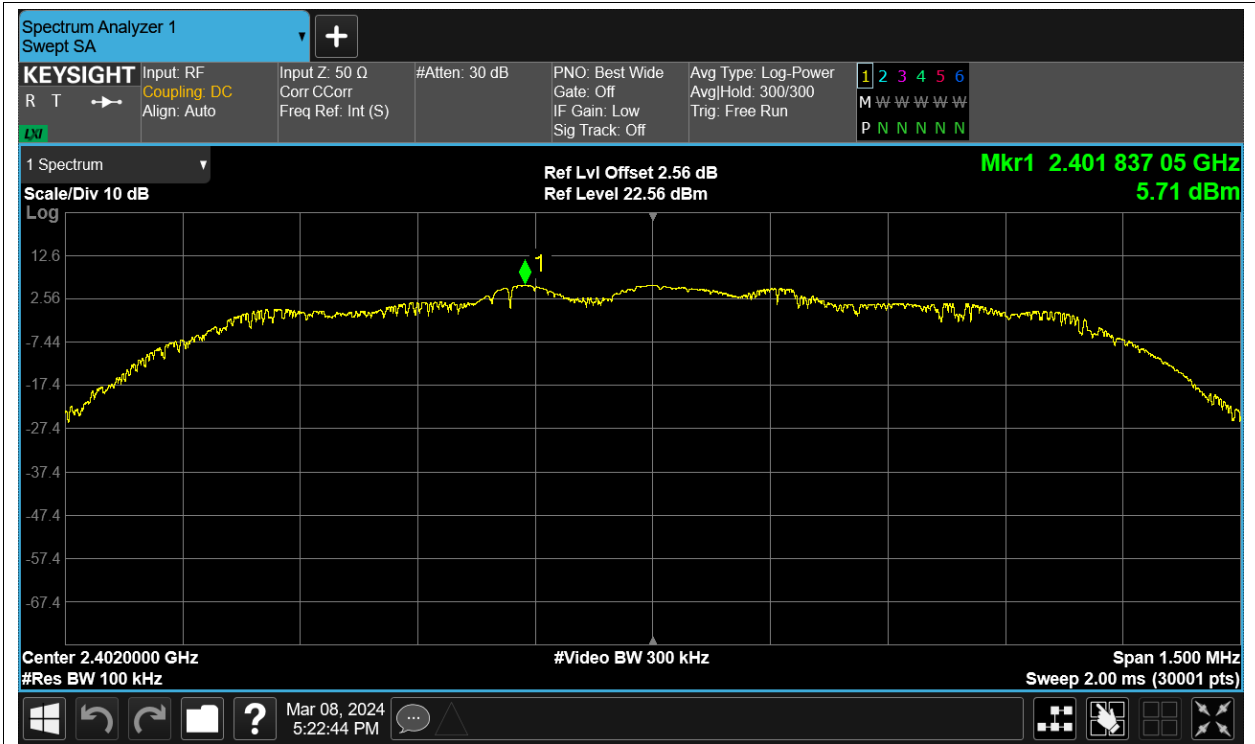 Spectrum Analyzer 1
Swept SA
+
KEYSIGHT
R T
LXI
Input: RF
Coupling: DC
Align: Auto
Input Z: 50 Ω
Corr CCorr
Freq Ref: Int (S)
#Atten: 30 dB
PNO: Best Wide
Gate: Off
IF Gain: Low
Sig Track: Off
Avg Type: Log-Power
Avg|Hold: 300/300
Trig: Free Run
1 2 3 4 5 6
M W W W W W
P N N N N N
1 Spectrum
Scale/Div 10 dB
Log
Ref Lvl Offset 2.56 dB
Ref Level 22.56 dBm
Mkr1 2.401 837 05 GHz
5.71 dBm
1
12.6
2.56
-7.44
-17.4
-27.4
-37.4
-47.4
-57.4
-67.4
Center 2.4020000 GHz
#Res BW 100 kHz
#Video BW 300 kHz
Span 1.500 MHz
Sweep 2.00 ms (30001 pts)
?
Mar 08, 2024
5:22:44 PM